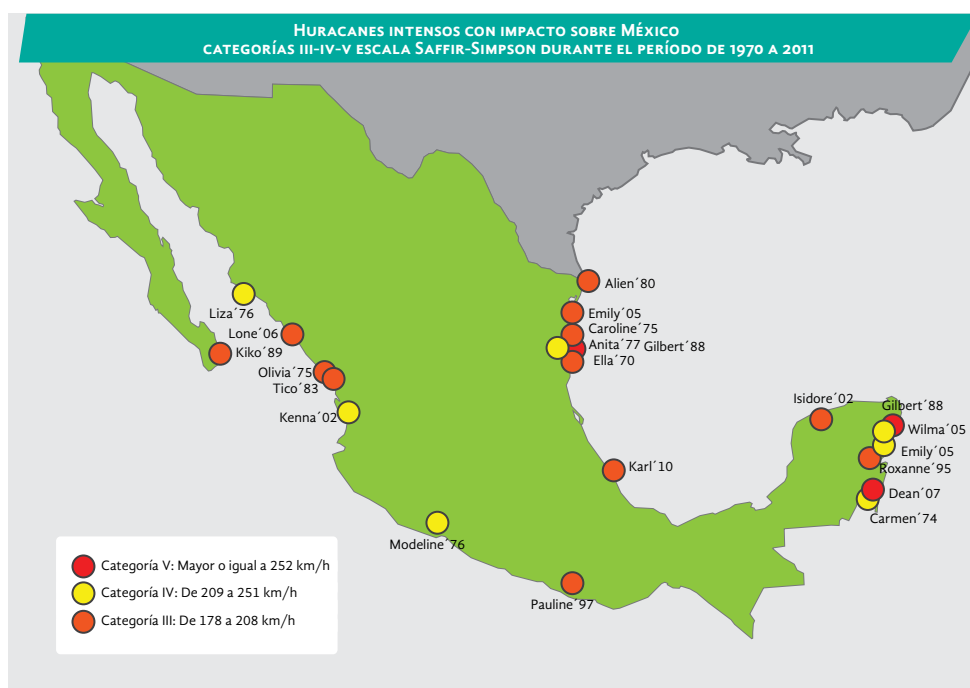 Huracanes intensos con impacto sobre México
categorías III-IV-V escala Saffir-Simpson durante el período de 1970 a 2011
Alien´80
Liza´76
Emily´05
Lone´06
Caroline´75
Anita´77 Gilbert´88
Kiko´89
Ella´70
Olivia´75
Tico´83
Isidore´02
Gilbert´88
Kenna´02
Wilma´05
Emily´05
Karl´10
Roxanne´95
Dean´07
Carmen´74
Modeline´76
Categoría V: Mayor o igual a 252 km/h
Categoría IV: De 209 a 251 km/h
Pauline´97
Categoría III: De 178 a 208 km/h